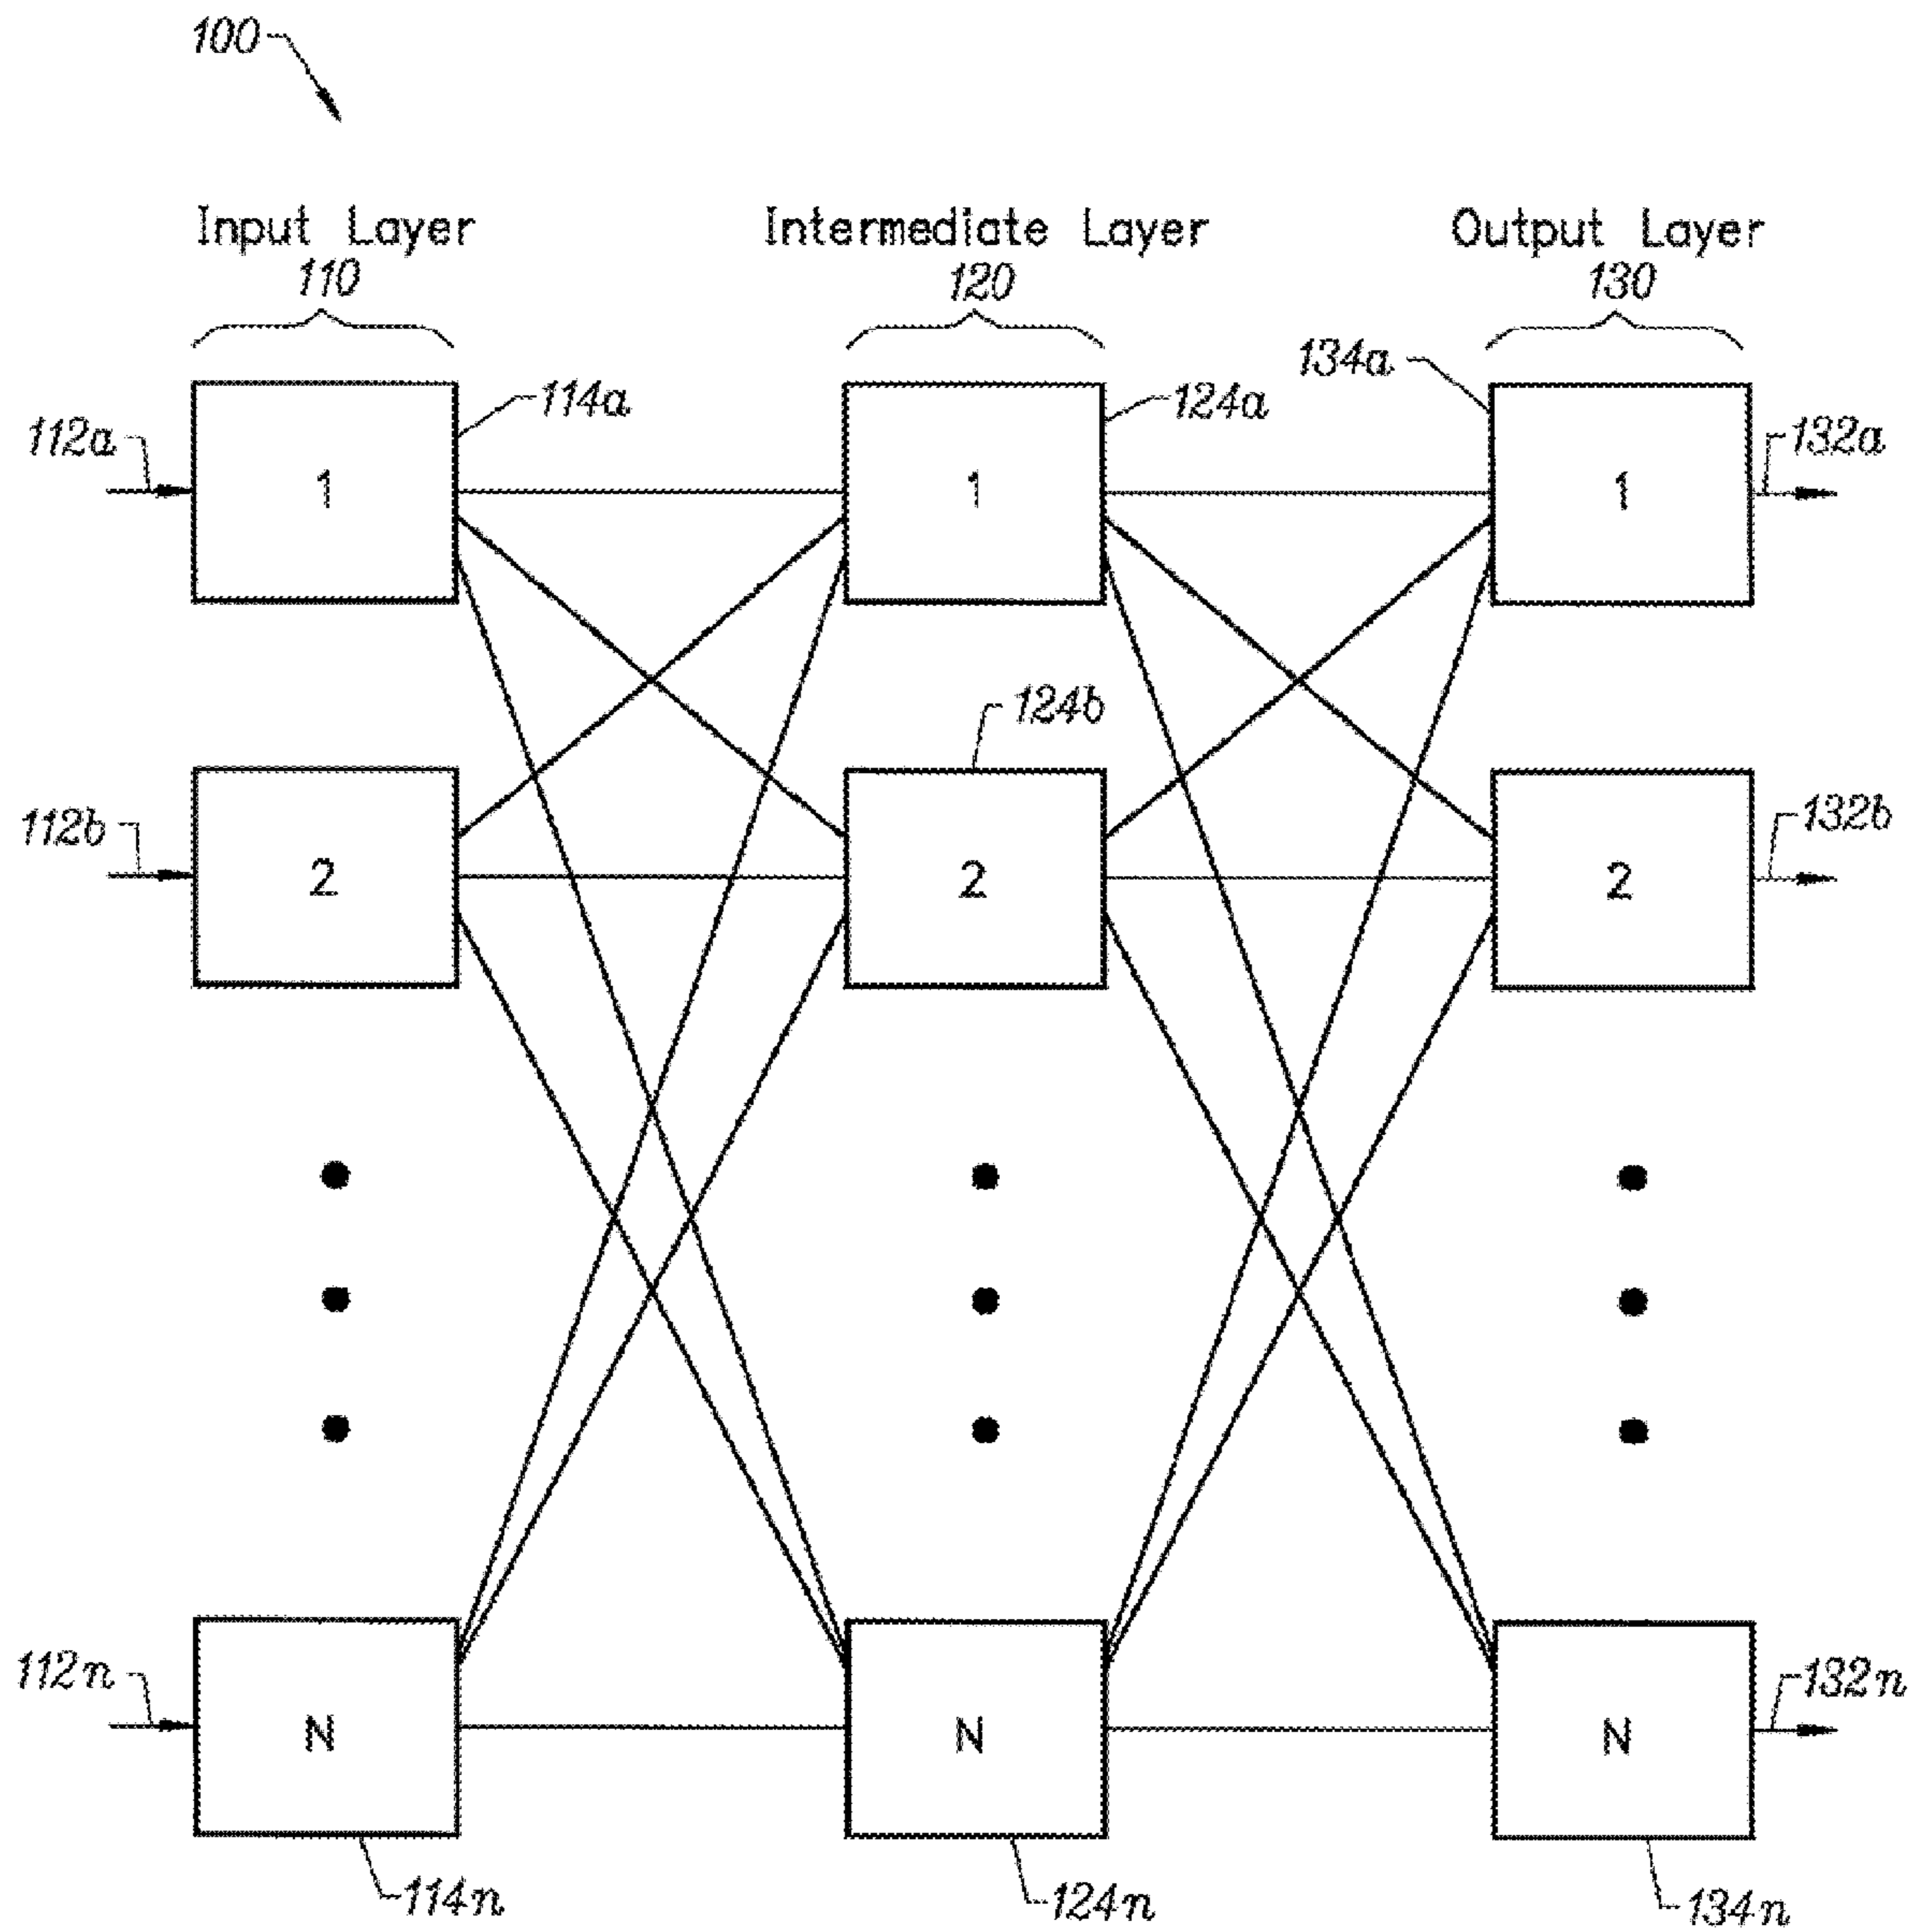 100
Input Layer
110
Intermediate Layer
120
Output Layer
130
114a
124a
134a
112a
132a
1
1
1
124b
112b
132b
2
2
2
112n
132n
N
N
N
114n
124n
134n